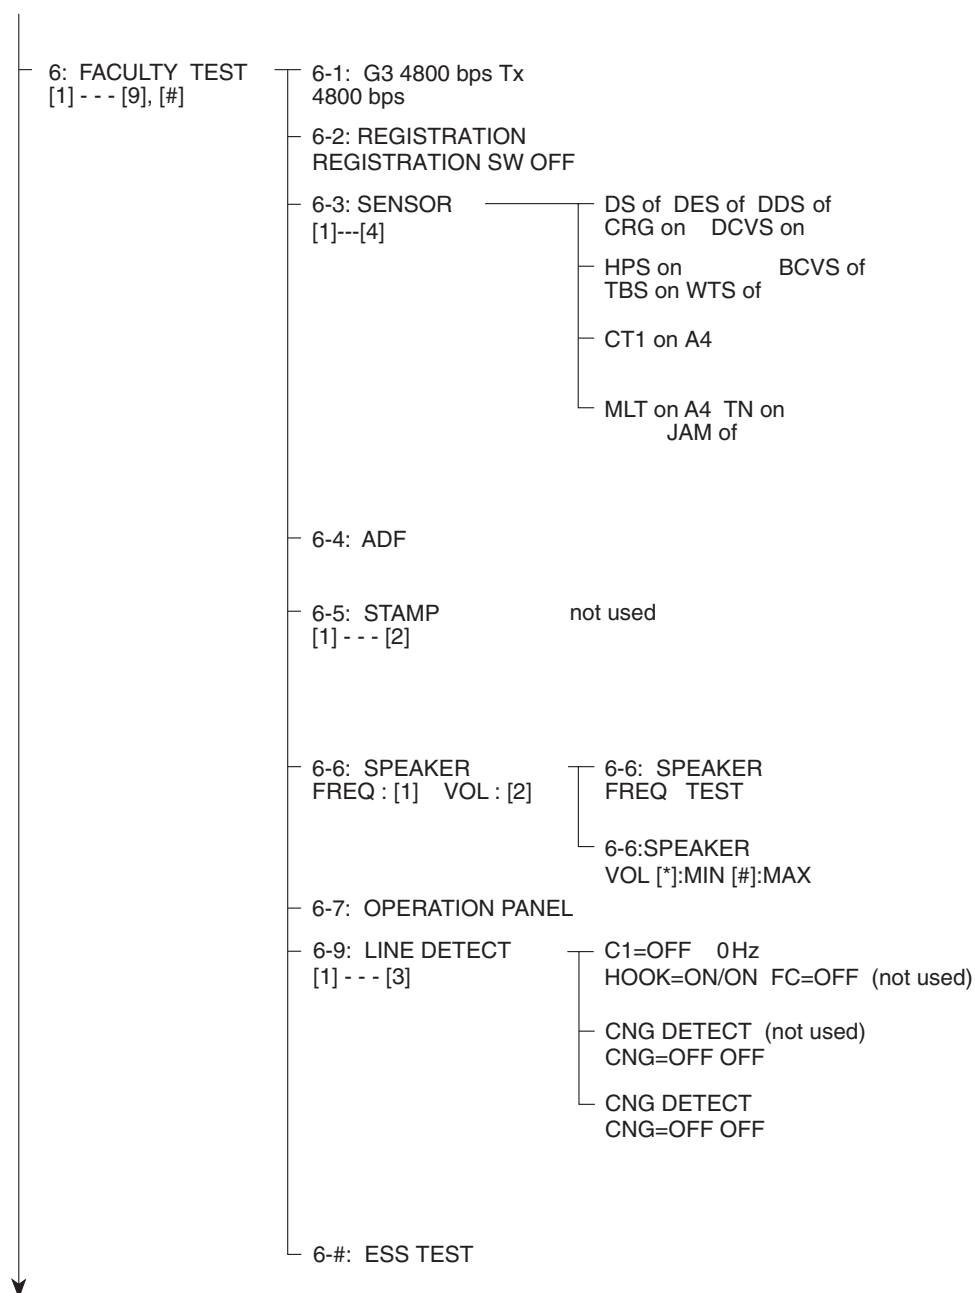 6: FACULTY TEST
[1] - - - [9], [#]
6-1: G3 4800 bps Tx
4800 bps
6-2: REGISTRATION
REGISTRATION SW OFF
6-3: SENSOR
[1]---[4]
DS of DES of DDS of
CRG on DCVS on
HPS on BCVS of
TBS on WTS of
CT1 on A4
MLT on A4 TN on
JAM of
6-4: ADF
6-5: STAMP not used
[1] - - - [2]
6-6: SPEAKER
FREQ : [1] VOL : [2]
6-6: SPEAKER
FREQ TEST
6-6:SPEAKER
VOL [*]:MIN [#]:MAX
6-7: OPERATION PANEL
6-9: LINE DETECT
[1] - - - [3]
C1=OFF 0Hz
HOOK=ON/ON FC=OFF (not used)
CNG DETECT (not used)
CNG=OFF OFF
CNG DETECT
CNG=OFF OFF
6-#: ESS TEST